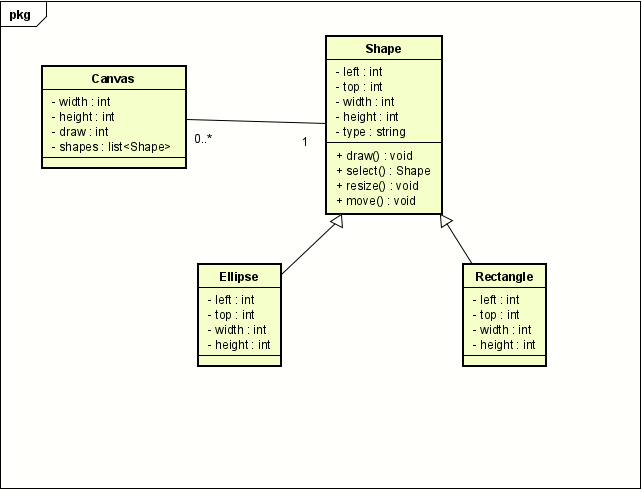 pkg
Canvas
- width : int
- height : int
- draw : int
- shapes : list<Shape>
0..*
1
Shape
- left : int
- top : int
- width : int
- height : int
- type : string
+ draw() : void
+ select() : Shape
+ resize() : void
+ move() : void
Ellipse
- left : int
- top : int
- width : int
- height : int
Rectangle
- left : int
- top : int
- width : int
- height : int